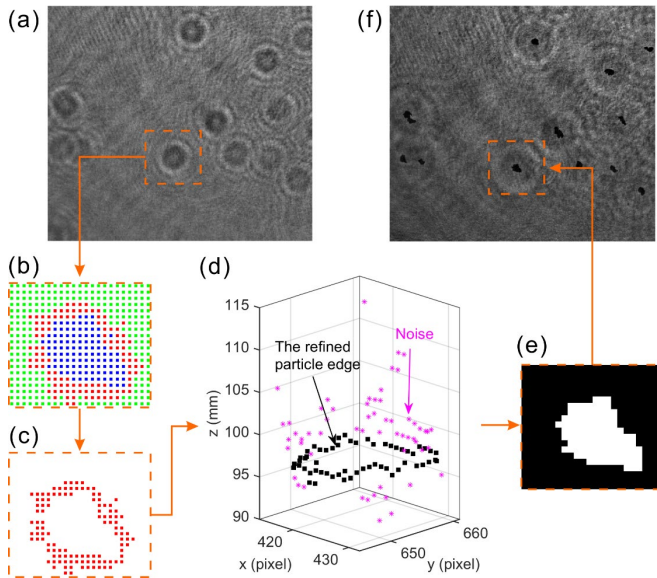 (a)
(f)
(b)
(d)
115
110
105
100
95
90
z (mm)
The refined
particle edge
Noise
(e)
(c)
420
430
x (pixel)
650
660
y (pixel)